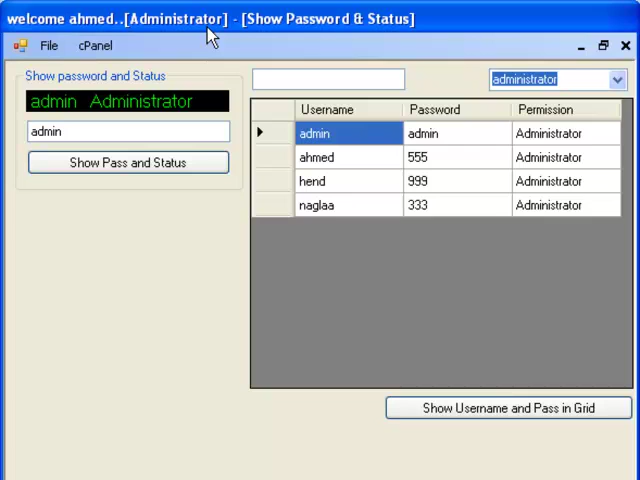 welcome ahmed..[Administrator] - [Show Password & Status]
File cPanel
Show password and Status
admin Administrator
admin
Show Pass and Status
administrator
Username Password Permission
admin admin Administrator
ahmed 555 Administrator
hend 999 Administrator
naglaa 333 Administrator
Show Username and Pass in Grid